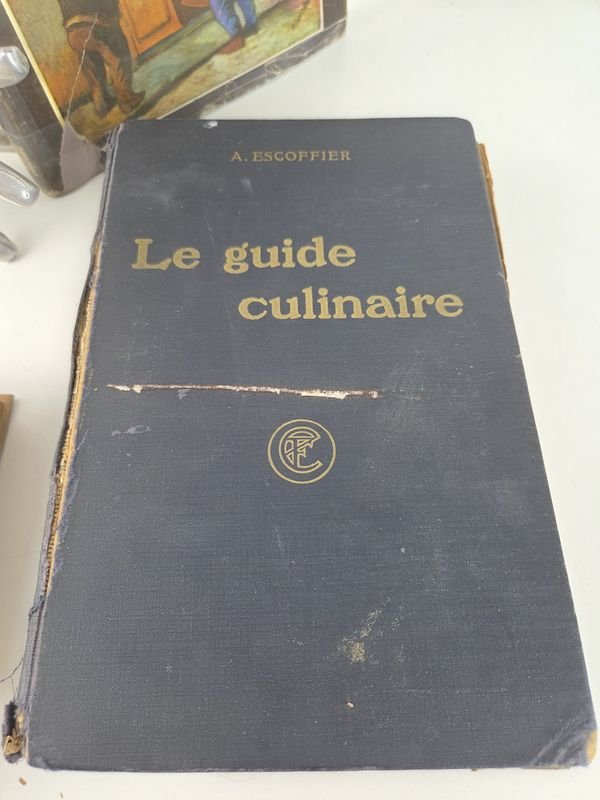 A. ESCOFFIER
Le guide
culinaire